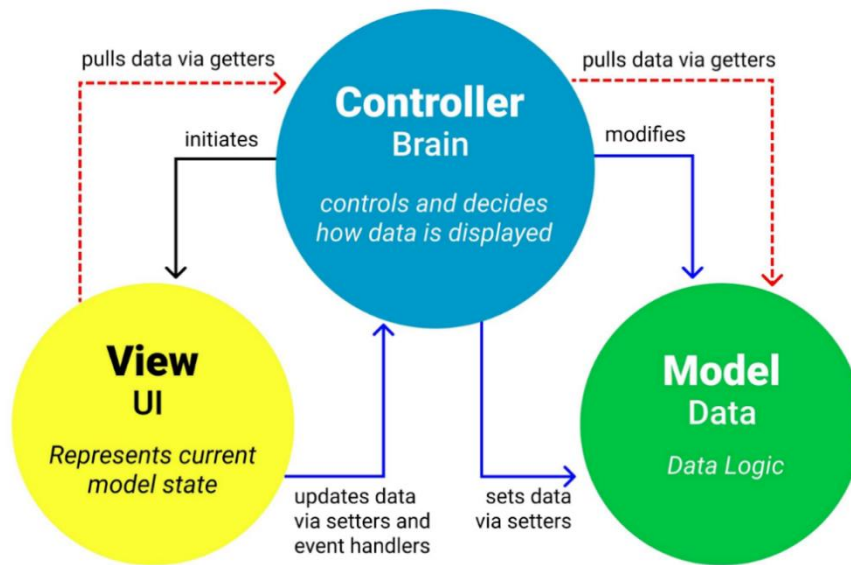 pulls data via getters
pulls data via getters
Controller
Brain
initiates
modifies
controls and decides
how data is displayed
View
UI
Represents current
model state
Model
Data
Data Logic
updates data
via setters and
event handlers
sets data
via setters